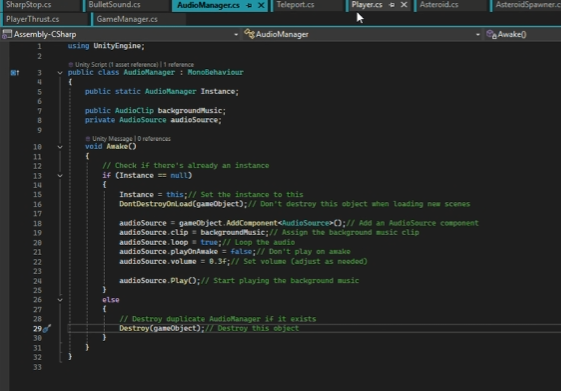 SharpStop.cs BulletSound.cs AudioManager.cs Teleport.cs Player.cs Asteroid.cs AsteroidSpawner.c
PlayerThrust.cs GameManager.cs
Assembly-CSharp AudioManager Awake()
1 using UnityEngine;
2
Unity Script (1 asset reference) | 1 reference
3 public class AudioManager : MonoBehaviour
4 {
5 public static AudioManager Instance;
6
7 public AudioClip backgroundMusic;
8 private AudioSource audioSource;
9
Unity Message | 0 references
10 void Awake()
11 {
12 // Check if there's already an instance
13 if (Instance == null)
14 {
15 Instance = this;// Set the instance to this
16 DontDestroyOnLoad(gameObject);// Don't destroy this object when loading new scenes
17
18 audioSource = gameObject.AddComponent<AudioSource>();// Add an AudioSource component
19 audioSource.clip = backgroundMusic;// Assign the background music clip
20 audioSource.loop = true;// Loop the audio
21 audioSource.playOnAwake = false;// Don't play on awake
22 audioSource.volume = 0.3f;// Set volume (adjust as needed)
23
24 audioSource.Play();// Start playing the background music
25 }
26 else
27 {
28 // Destroy duplicate AudioManager if it exists
29 Destroy(gameObject);// Destroy this object
30 }
31 }
32 }
33